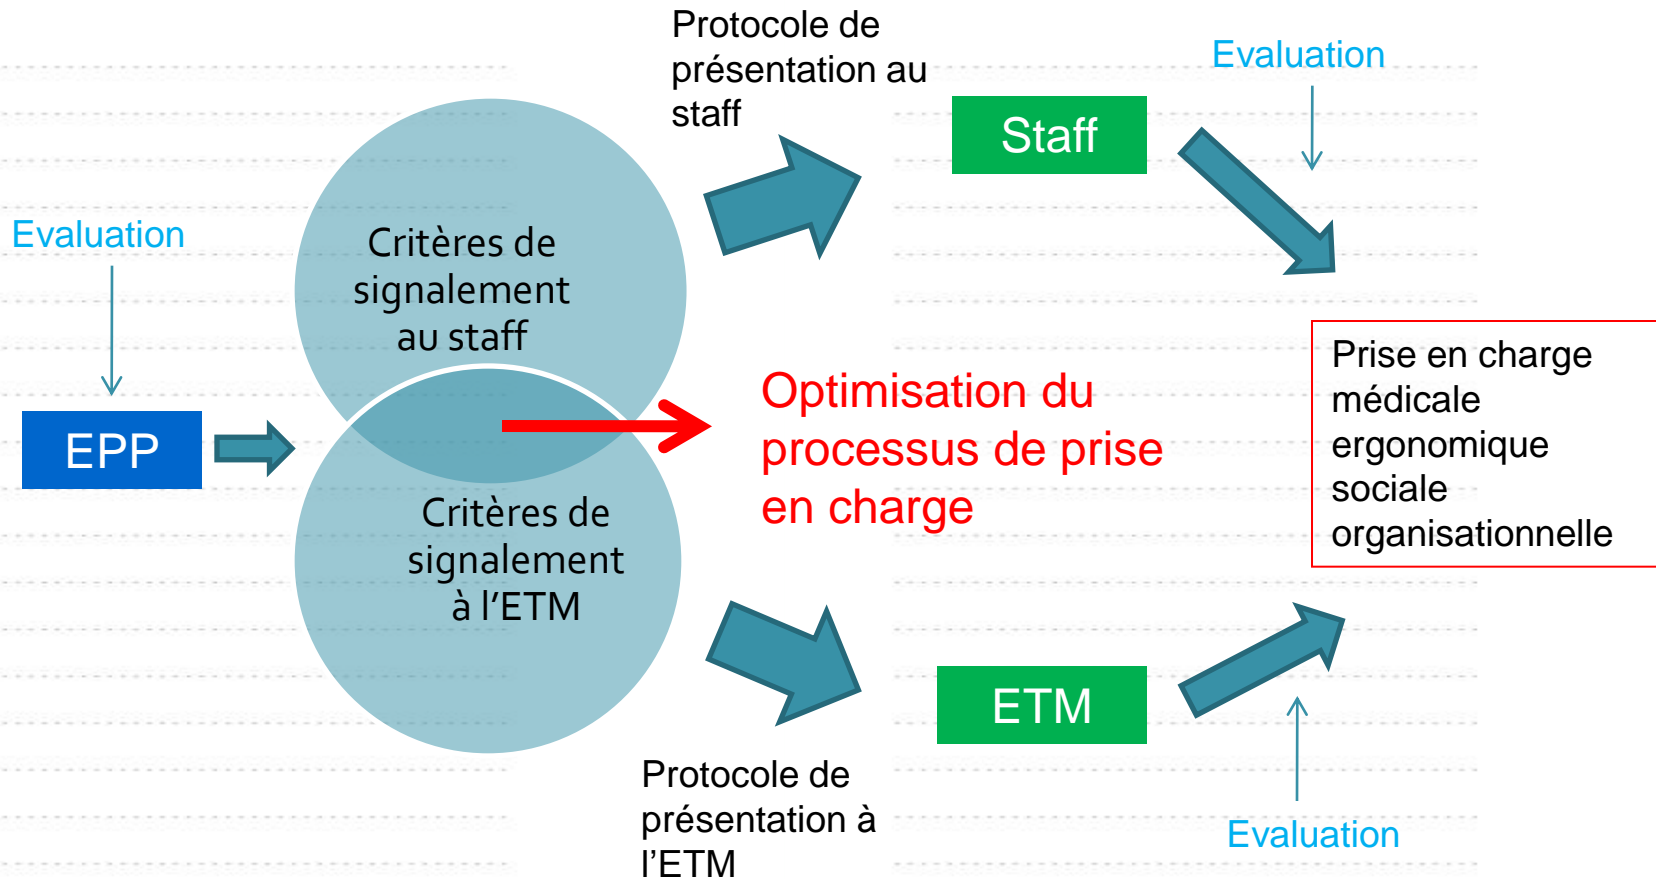 Evaluation
EPP
Critères de
signalement
au staff
Critères de
signalement
à l’ETM
Protocole de
présentation au
staff
Staff
Evaluation
Optimisation du
processus de prise
en charge
Prise en charge
médicale
ergonomique
sociale
organisationnelle
Protocole de
présentation à
l’ETM
ETM
Evaluation